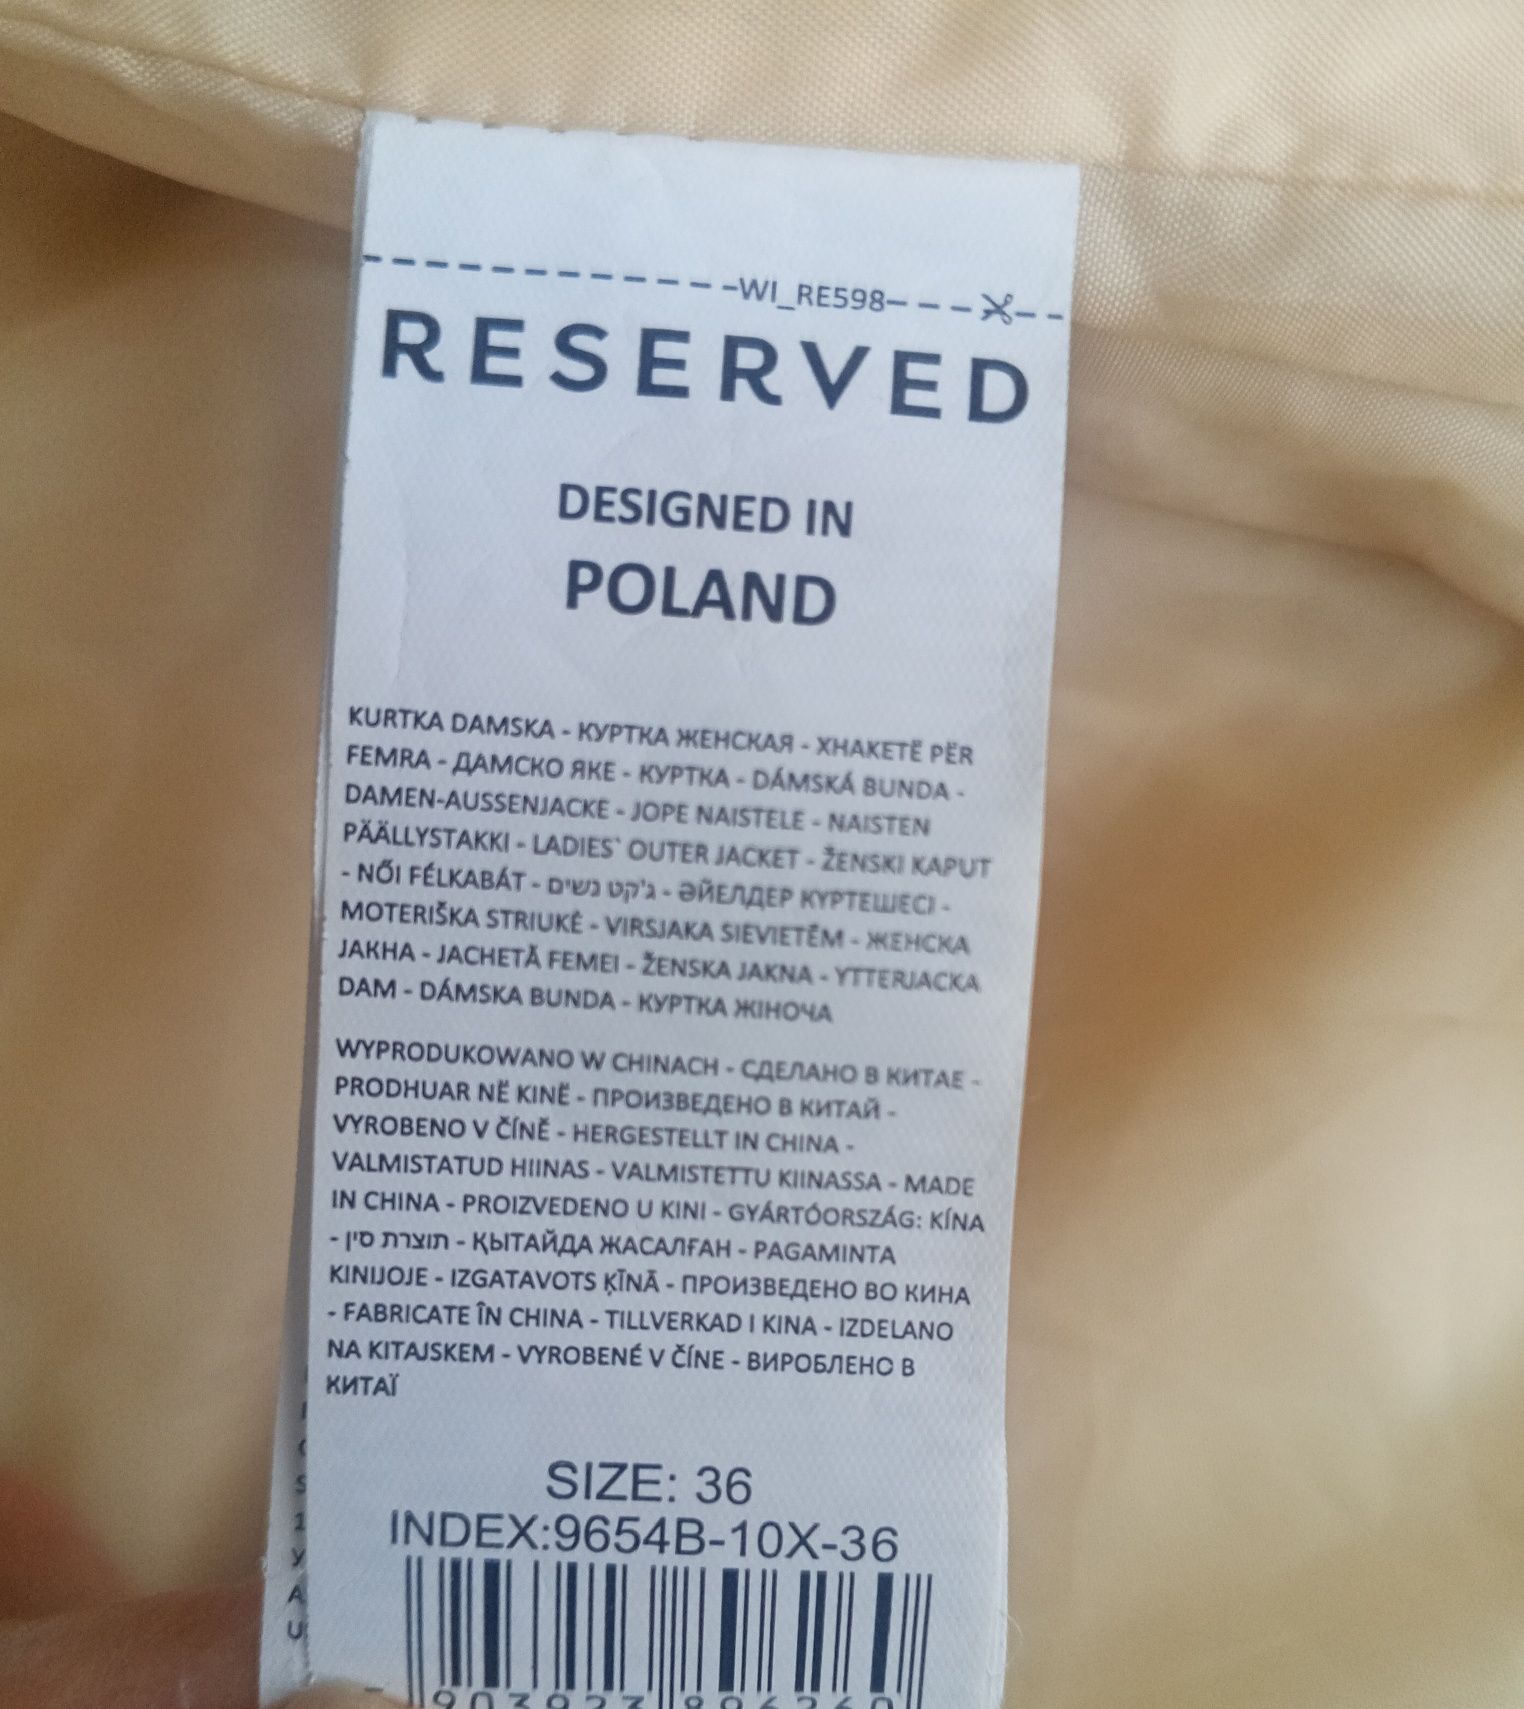 WI_RE598
RESERVED
DESIGNED IN
POLAND
KURTKA DAMSKA - КУРТКА ЖЕНСКАЯ - XHAKETË PËR
FEMRA - ДАМСКО ЯКЕ - КУРТКА - DÁMSKÁ BUNDA -
DAMEN-AUSSENJACKE - JOPE NAISTELE - NAISTEN
PÄÄLLYSTAKKI - LADIES` OUTER JACKET - ŽENSKI KAPUT
- NŐI FÉLKABÁT - ג'קט נשים - ӘЙЕЛДЕР КҮРТЕШЕСІ -
MOTERIŠKA STRIUKĖ - VIRSJAKA SIEVIETĒM - ЖЕНСКА
ЈАКНА - JACHETĂ FEMEI - ŽENSKA JAKNA - YTTERJACKA
DAM - DÁMSKA BUNDA - КУРТКА ЖІНОЧА
WYPRODUKOWANO W CHINACH - СДЕЛАНО В КИТАЕ -
PRODHUAR NË KINË - ПРОИЗВЕДЕНО В КИТАЙ -
VYROBENO V ČÍNĚ - HERGESTELLT IN CHINA -
VALMISTATUD HIINAS - VALMISTETTU KIINASSA - MADE
IN CHINA - PROIZVEDENO U KINI - GYÁRTÓORSZÁG: KÍNA
- תוצרת סין - ҚЫТАЙДА ЖАСАЛҒАН - PAGAMINTA
KINIJOJE - IZGATAVOTS ĶĪNĀ - ПРОИЗВЕДЕНО ВО КИНА
- FABRICATE ÎN CHINA - TILLVERKAD I KINA - IZDELANO
NA KITAJSKEM - VYROBENÉ V ČÍNE - ВИРОБЛЕНО В
КИТАЇ
SIZE: 36
INDEX:9654B-10X-36